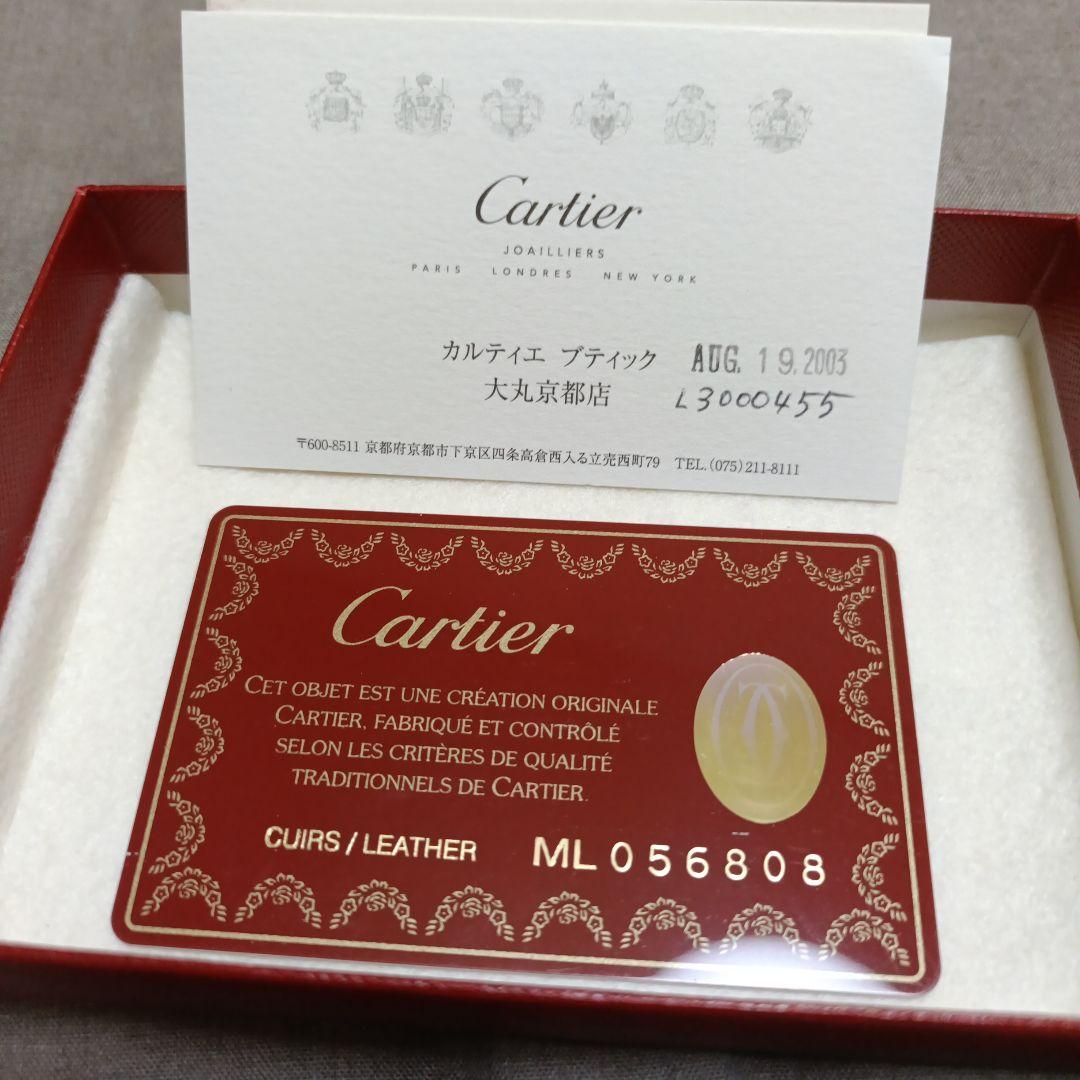 Cartier
JOAILLIERS
PARIS LONDRES NEW YORK
カルティエ ブティック AUG. 19.2003
大丸京都店 L3000455
〒600-8511 京都府京都市下京区四条高倉西入る立売西町79 TEL.(075)211-8111
Cartier
CET OBJET EST UNE CRÉATION ORIGINALE
CARTIER, FABRIQUÉ ET CONTRÔLÉ
SELON LES CRITÈRES DE QUALITÉ
TRADITIONNELS DE CARTIER.
CUIRS / LEATHER ML 056808